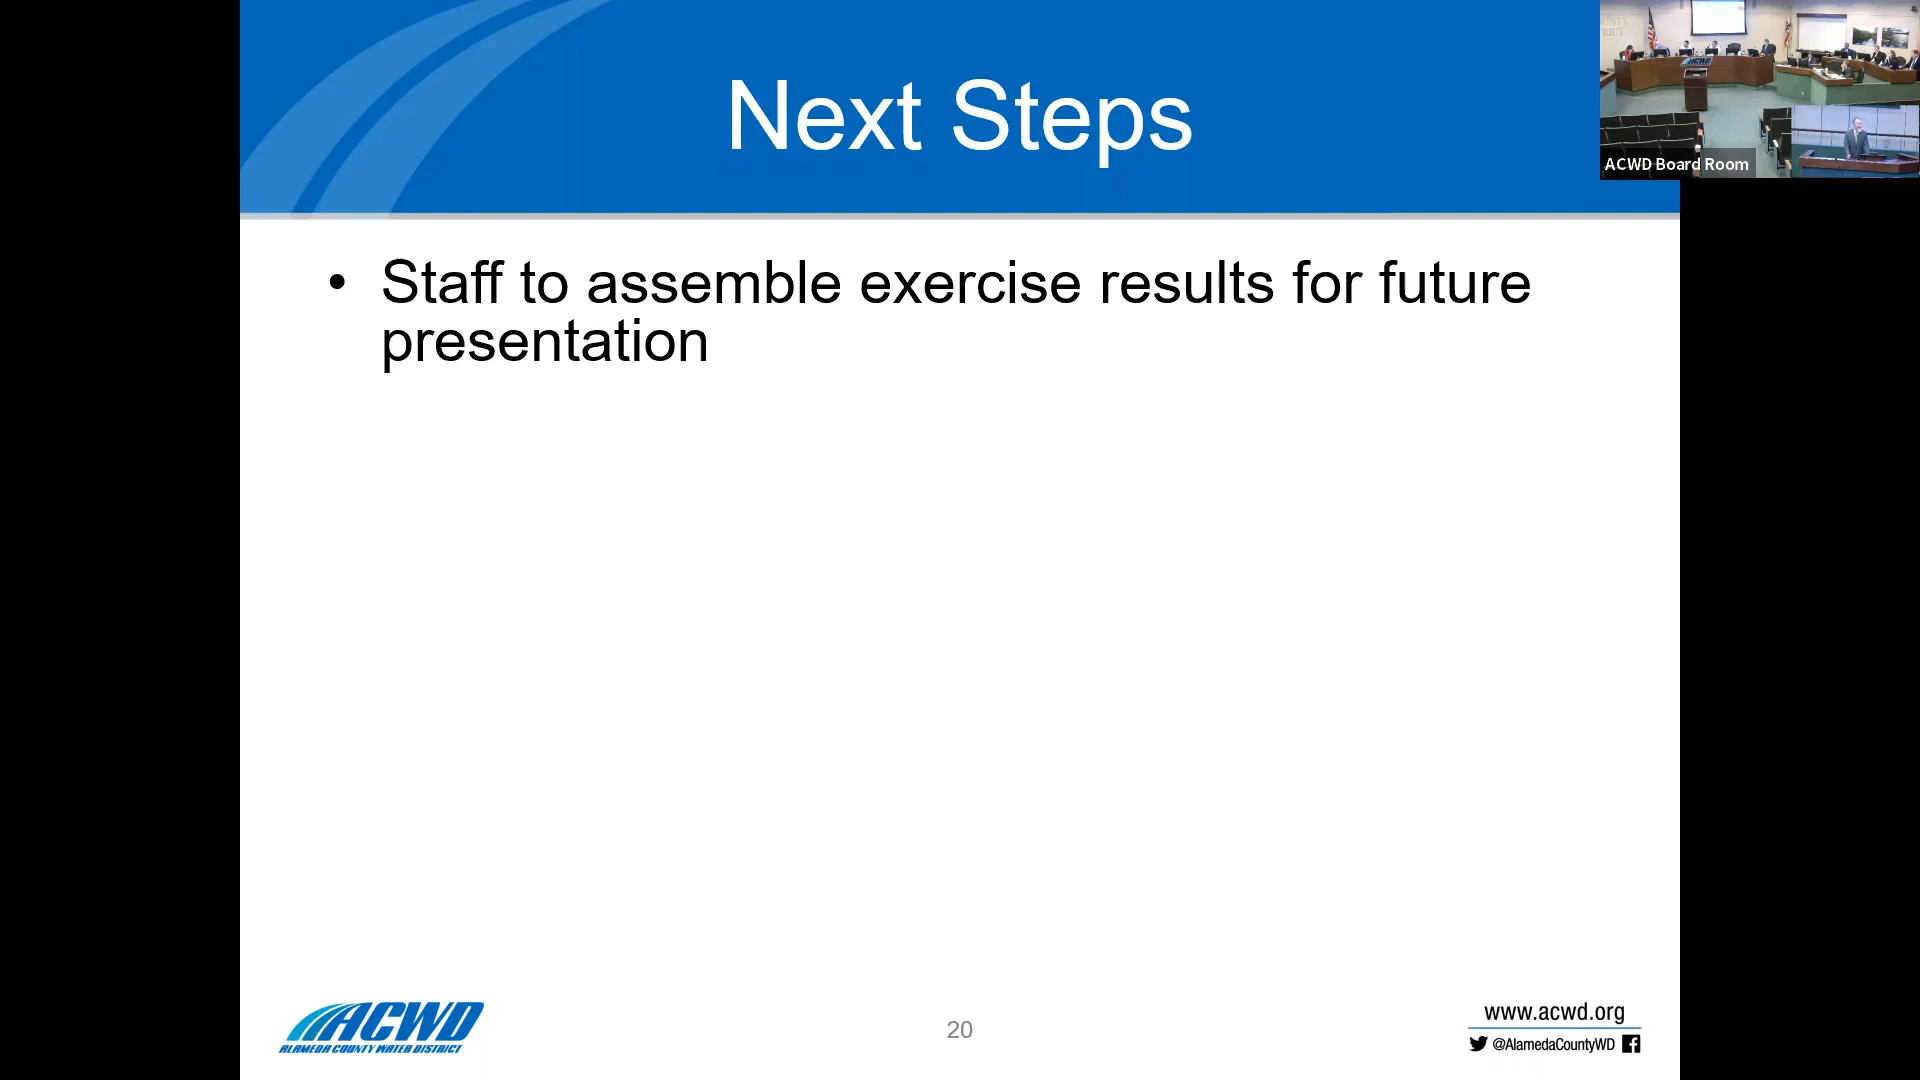 Next Steps
ACWD Board Room
• Staff to assemble exercise results for future
presentation
ACWD
ALAMEDA COUNTY WATER DISTRICT
20
www.acwd.org
@AlamedaCountyWD